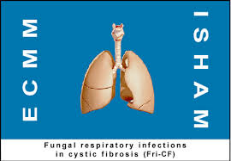 ECMM
ISHAM
Fungal respiratory infections
in cystic fibrosis (Fri-CF)